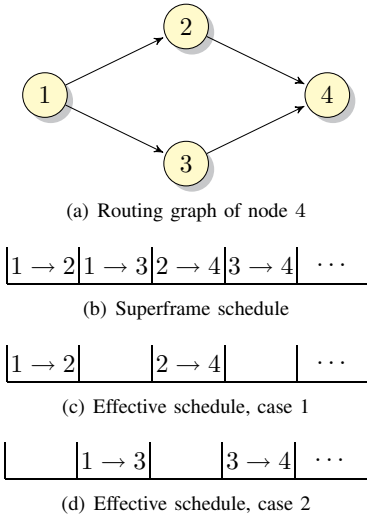 2
1
4
3
(a) Routing graph of node 4
1 → 2 1 → 3 2 → 4 3 → 4 ···
(b) Superframe schedule
1 → 2 2 → 4 ···
(c) Effective schedule, case 1
1 → 3 3 → 4 ···
(d) Effective schedule, case 2